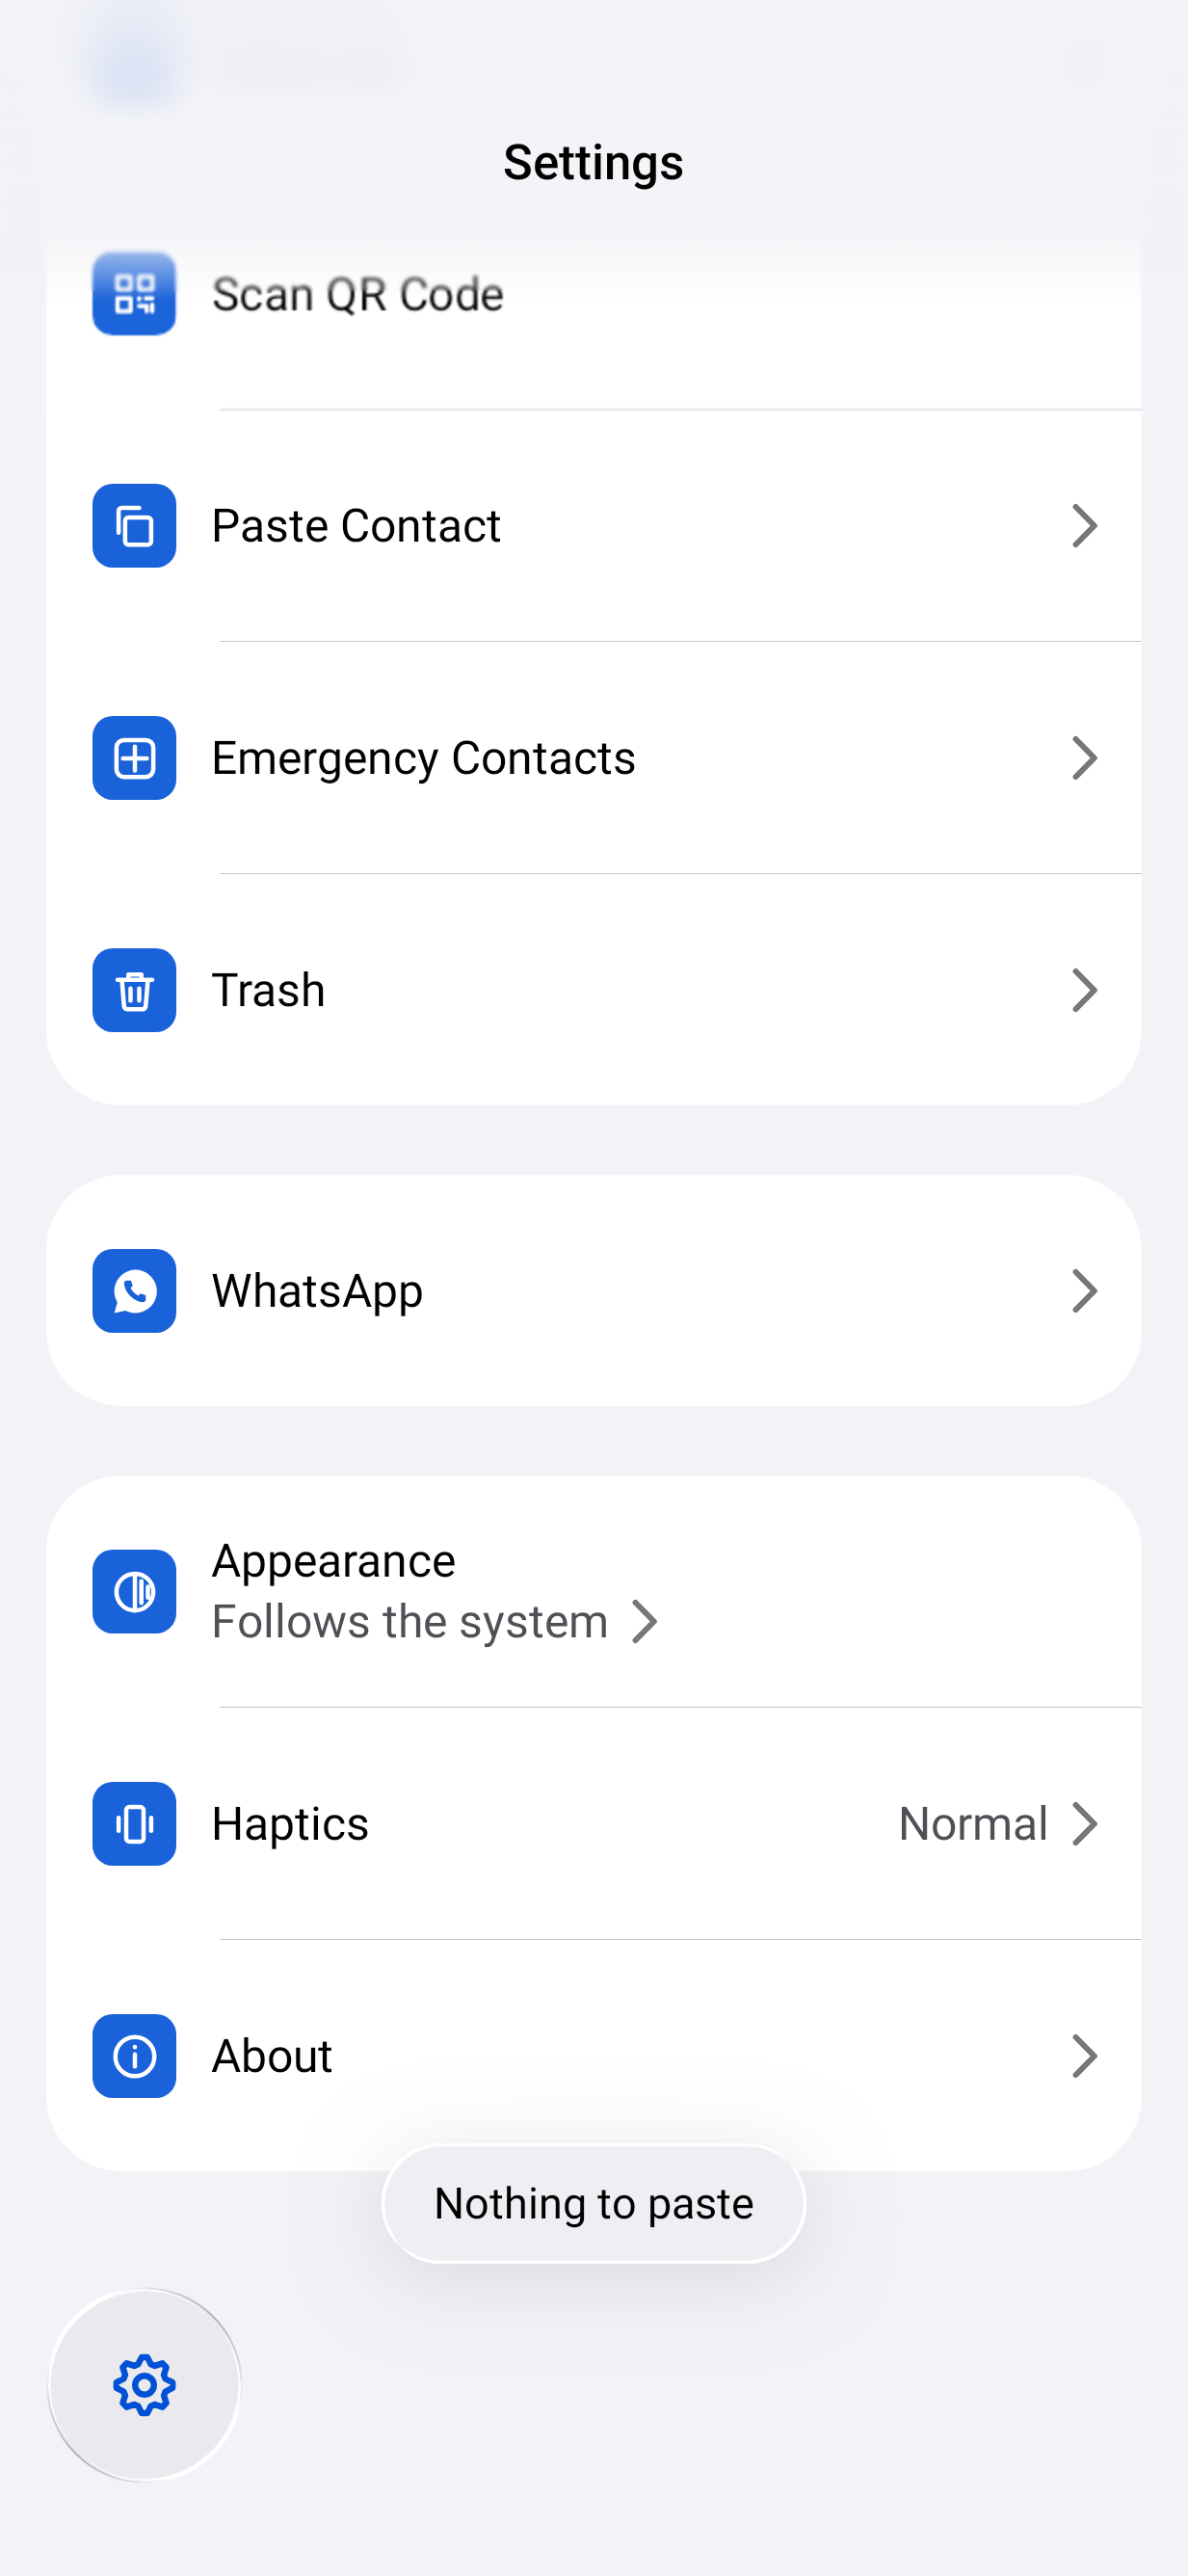 Settings
Scan QR Code
Paste Contact
Emergency Contacts
Trash
WhatsApp
Appearance
Follows the system
Haptics
Normal
About
Nothing to paste